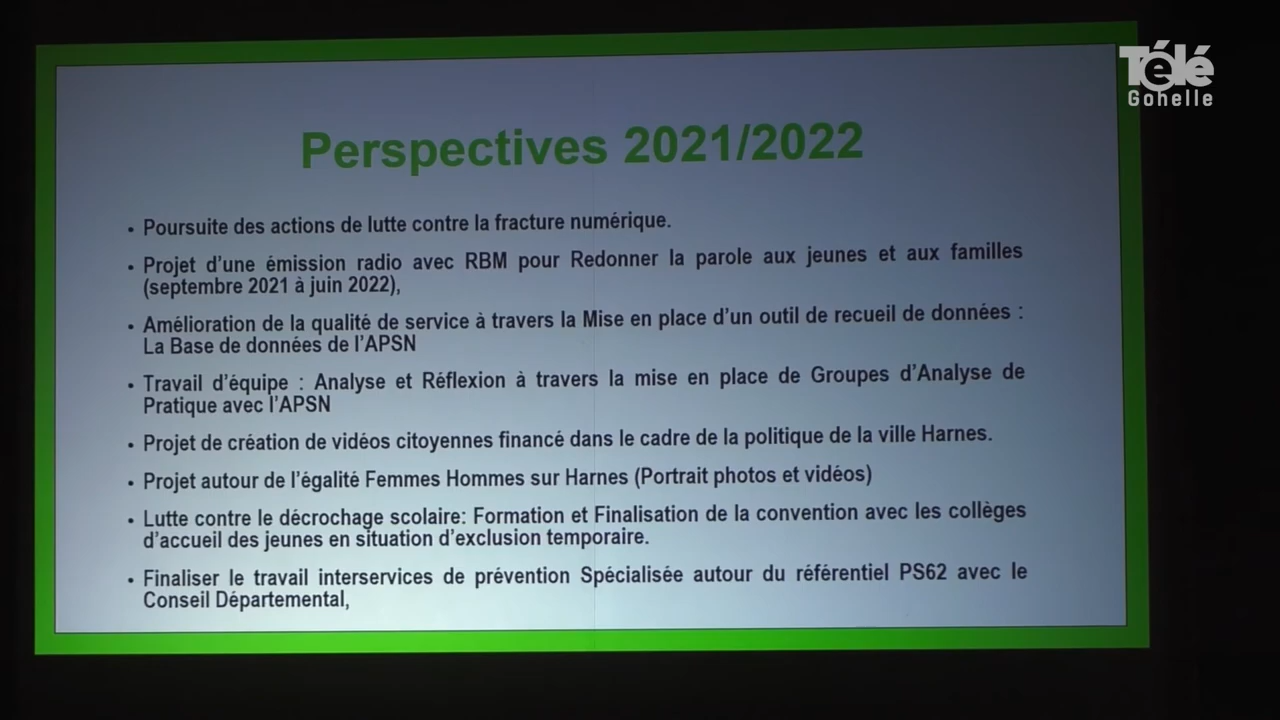 Télé
Gohelle
Perspectives 2021/2022
• Poursuite des actions de lutte contre la fracture numérique.
• Projet d'une émission radio avec RBM pour Redonner la parole aux jeunes et aux familles
(septembre 2021 à juin 2022),
• Amélioration de la qualité de service à travers la Mise en place d'un outil de recueil de données :
La Base de données de l'APSN
• Travail d'équipe : Analyse et Réflexion à travers la mise en place de Groupes d'Analyse de
Pratique avec l'APSN
• Projet de création de vidéos citoyennes financé dans le cadre de la politique de la ville Harnes.
• Projet autour de l'égalité Femmes Hommes sur Harnes (Portrait photos et vidéos)
• Lutte contre le décrochage scolaire: Formation et Finalisation de la convention avec les collèges
d'accueil des jeunes en situation d'exclusion temporaire.
• Finaliser le travail interservices de prévention Spécialisée autour du référentiel PS62 avec le
Conseil Départemental,